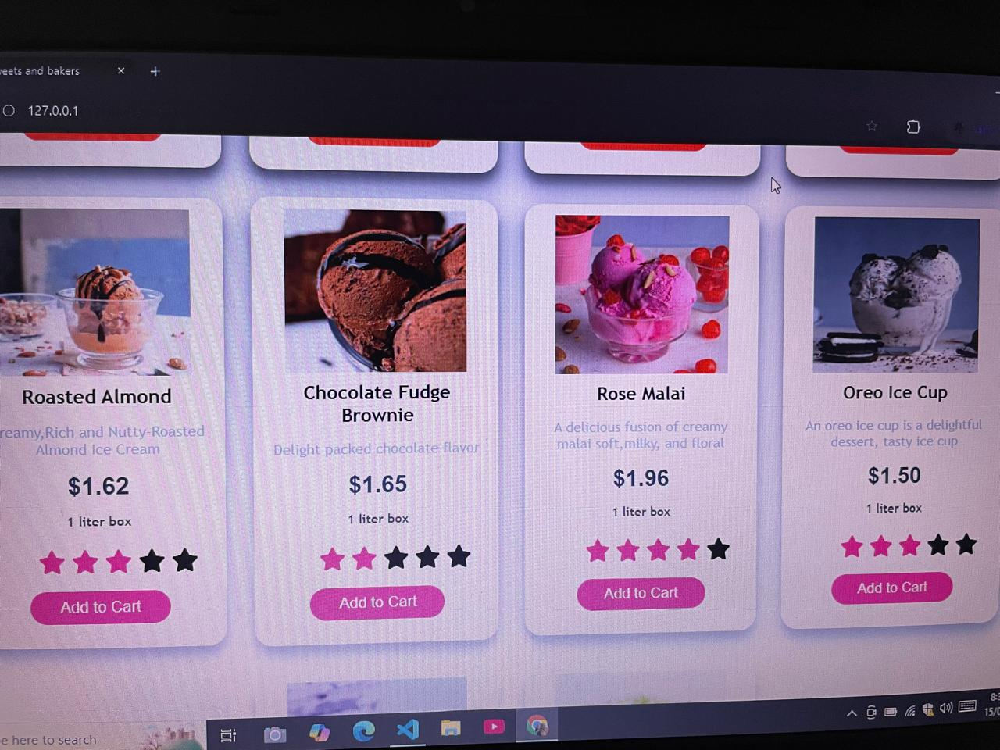 eets and bakers
127.0.0.1
Roasted Almond
reamy,Rich and Nutty-Roasted
Almond Ice Cream
$1.62
1 liter box
Add to Cart
Chocolate Fudge
Brownie
Delight packed chocolate flavor
$1.65
1 liter box
Add to Cart
Rose Malai
A delicious fusion of creamy
malai soft,milky, and floral
$1.96
1 liter box
Add to Cart
Oreo Ice Cup
An oreo ice cup is a delightful
dessert, tasty ice cup
$1.50
1 liter box
Add to Cart
e here to search
8:3
15/0